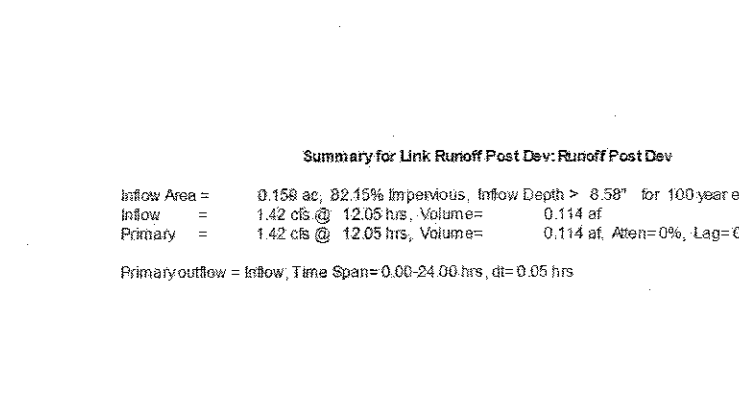 Summary for Link Runoff Post Dev: Runoff Post Dev
Inflow Area = 0.159 ac, 82.15% Impervious, Inflow Depth > 8.58" for 100 year e
Inflow = 1.42 cfs @ 12.05 hrs, Volume= 0.114 af
Primary = 1.42 cfs @ 12.05 hrs, Volume= 0.114 af, Atten= 0%, Lag=
Primary outflow = Inflow, Time Span= 0.00-24.00 hrs, dt= 0.05 hrs